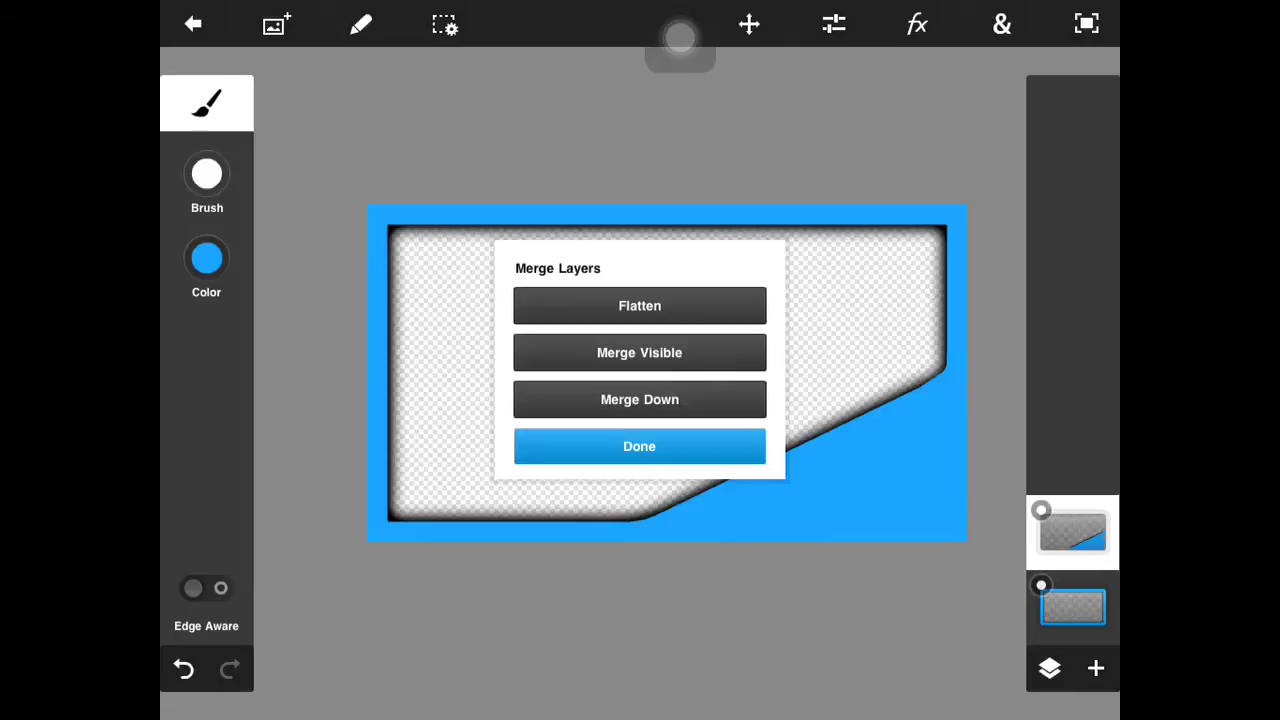 fx
&
Brush
Color
Merge Layers
Flatten
Merge Visible
Merge Down
Done
Edge Aware